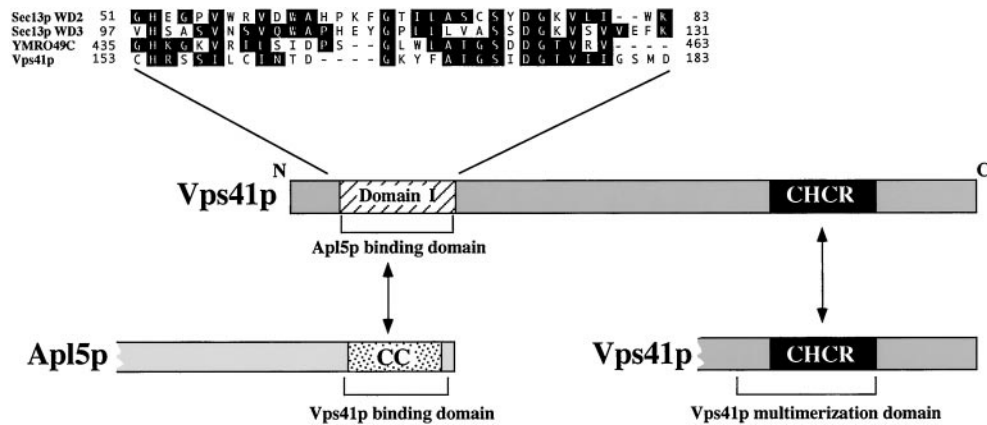 Sec13p WD2 51 G H E G P V W R V D W A H P K F G T I L A S C S Y D G K V L I - - W K 83
Sec13p WD3 97 V H S A S V N S V Q W A P H E Y G P L L L V A S S D G K V S V V E F K 131
YMRO49C 435 G H K G K V R I L S I D P S - - G L W L A T G S D D G T V R V - - - - 463
Vps41p 153 C H R S S I L C I N T D - - - - G K Y F A T G S I D G T V I I G S M D 183
N C
Vps41p Domain I CHCR
Apl5p binding domain
Apl5p CC Vps41p CHCR
Vps41p binding domain Vps41p multimerization domain